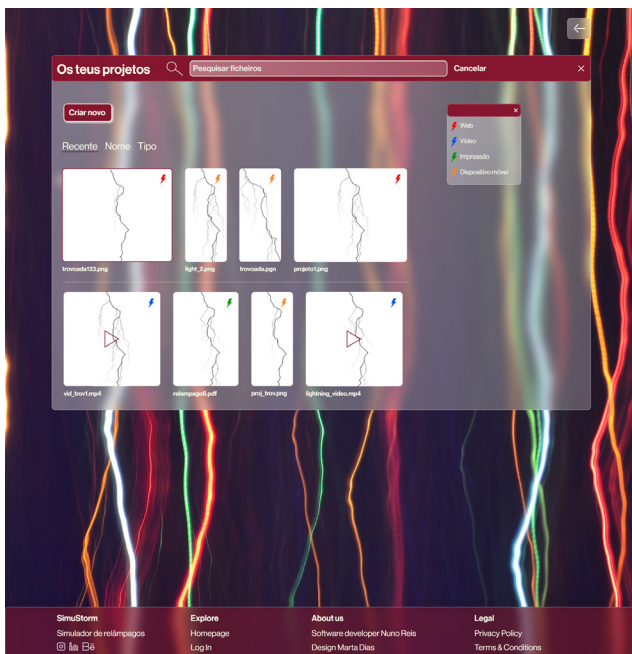 Os teus projetos
Pesquisar ficheiros
Cancelar
Criar novo
Recente Nome Tipo
Web
Vídeo
Impressão
Dispositivo móvel
trovoada123.png
light_2.png
trovoada.pgn
projeto1.png
vid_trov1.mp4
relampago6.pdf
proj_trov.png
lightning_video.mp4
SimuStorm
Simulador de relâmpagos
Bē
Explore
Homepage
Log In
About us
Software developer Nuno Reis
Design Marta Dias
Legal
Privacy Policy
Terms & Conditions